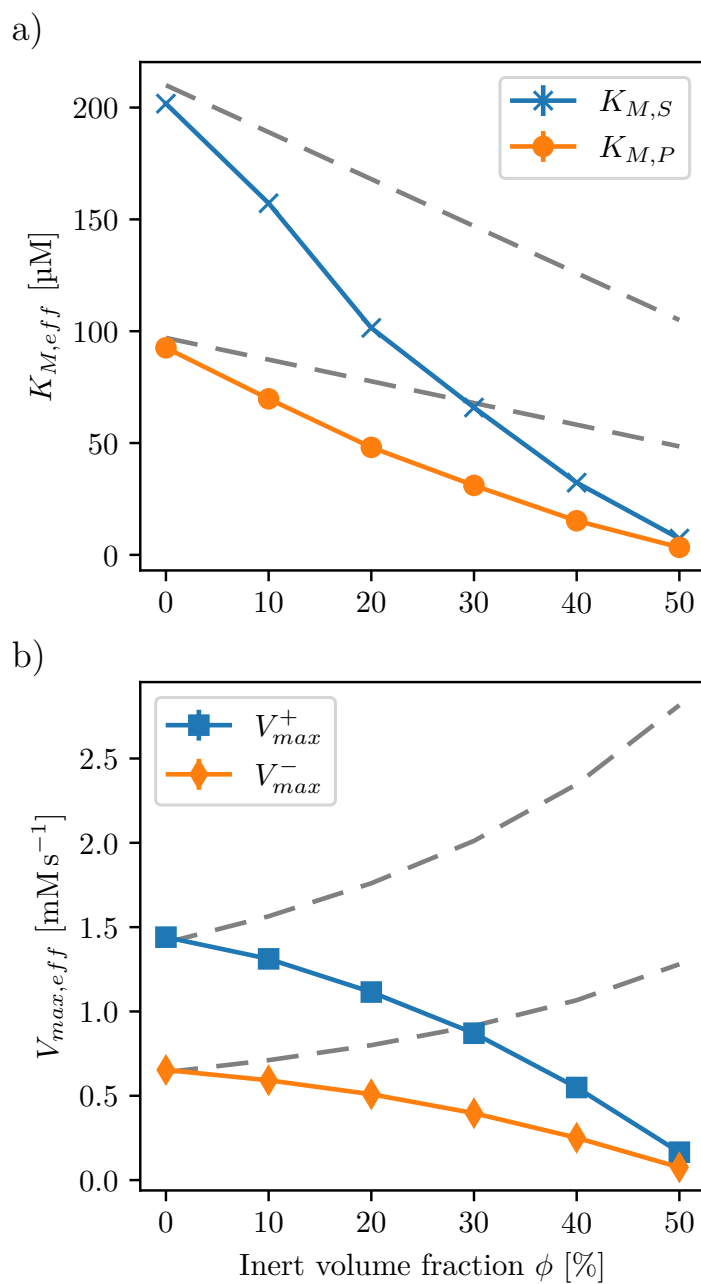 a)
200
150
100
50
0
K_{M,eff} [µM]
K_{M,S}
K_{M,P}
0 10 20 30 40 50
b)
2.5
2.0
1.5
1.0
0.5
0.0
V_{max,eff} [mM s^{−1}]
V^{+}_{max}
V^{−}_{max}
0 10 20 30 40 50
Inert volume fraction ϕ [%]